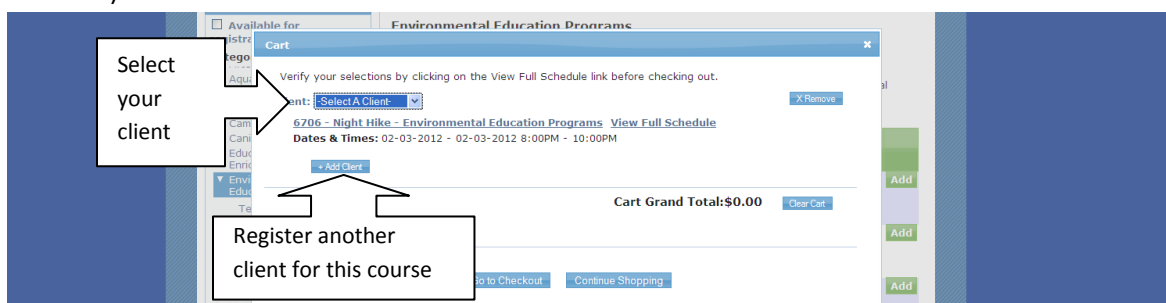 Available for
Environmental Education Programs
Cart
x
Select
your
client
Verify your selections by clicking on the View Full Schedule link before checking out.
-Select A Client-
X Remove
6706 - Night Hike - Environmental Education Programs View Full Schedule
Dates & Times: 02-03-2012 - 02-03-2012 8:00PM - 10:00PM
+ Add Client
Add
Cart Grand Total:$0.00
Clear Cart
Add
Register another
client for this course
to Checkout
Continue Shopping
Add